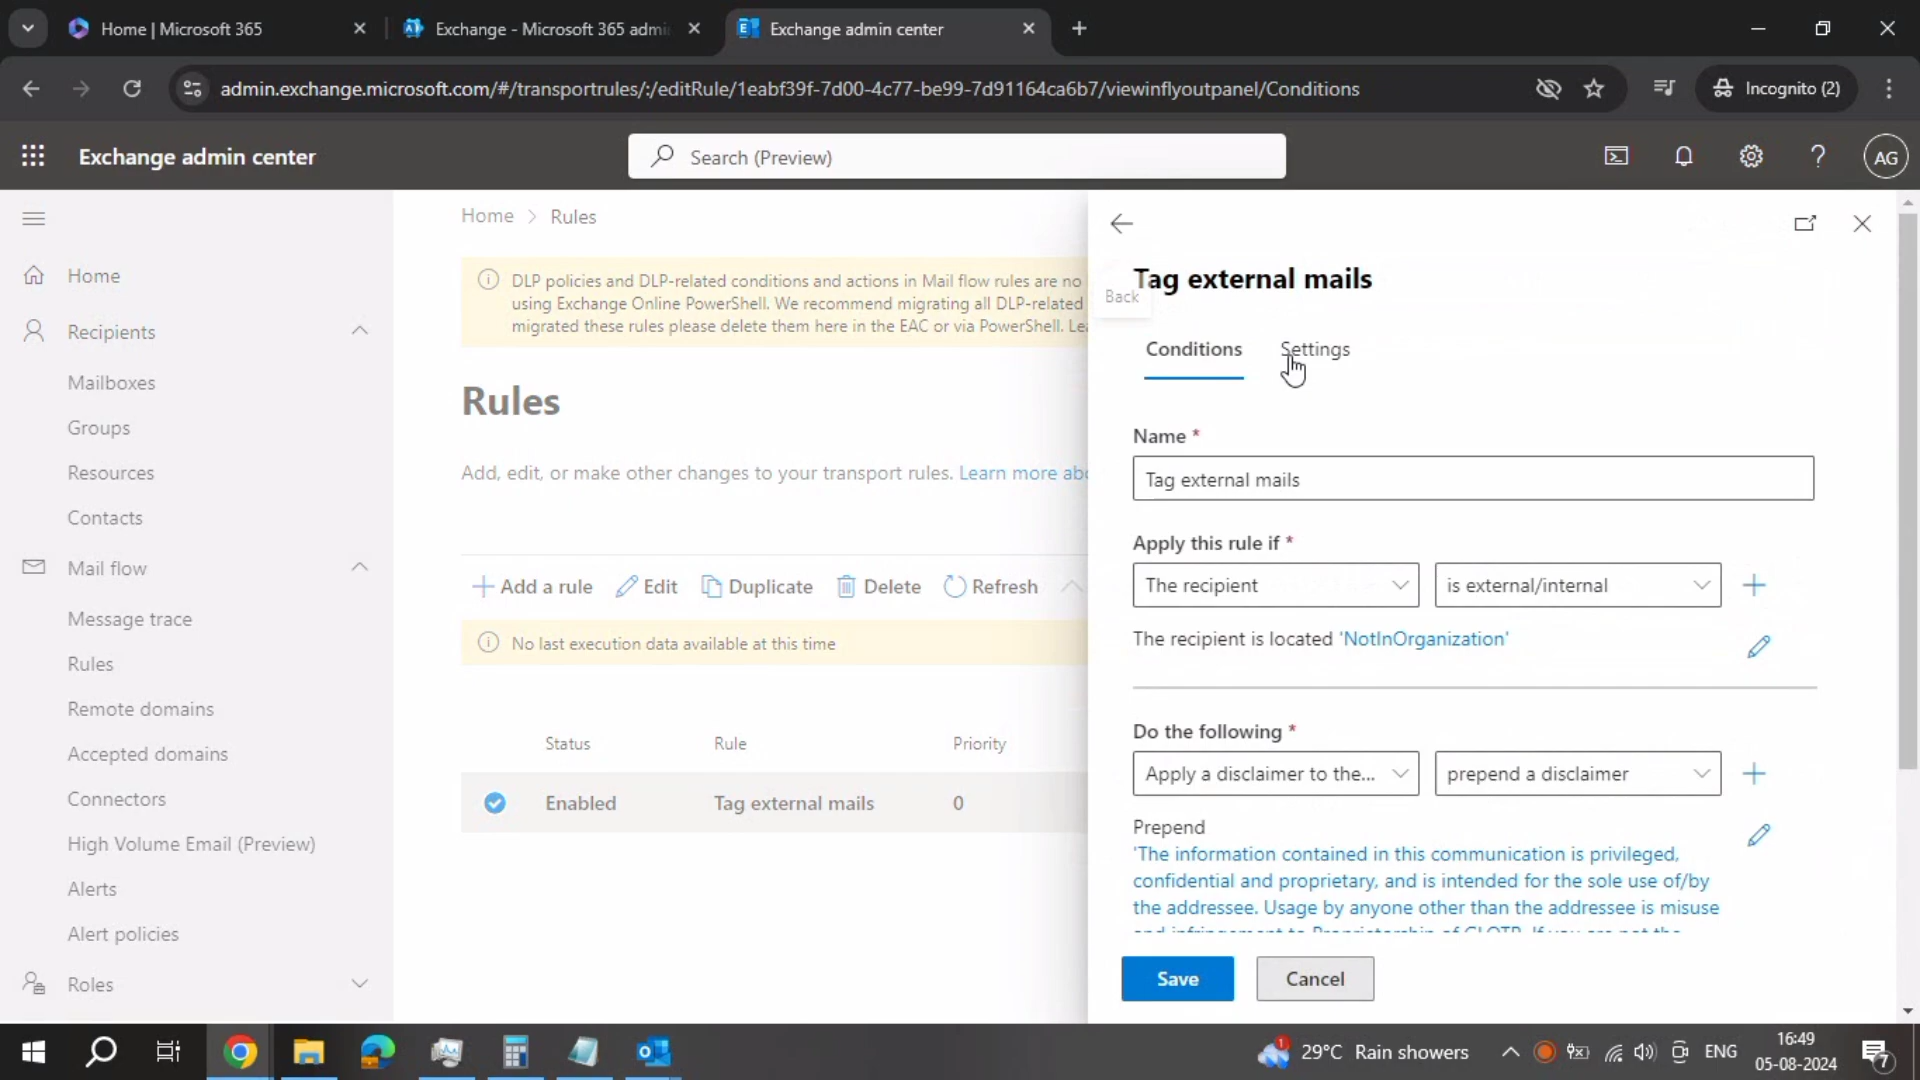 Home | Microsoft 365
Exchange - Microsoft 365 admi
Exchange admin center
admin.exchange.microsoft.com/#/transportrules/:/editRule/1eabf39f-7d00-4c77-be99-7d91164ca6b7/viewinflyoutpanel/Conditions
Incognito (2)
Exchange admin center
Search (Preview)
AG
Home
Recipients
Mailboxes
Groups
Resources
Contacts
Mail flow
Message trace
Rules
Remote domains
Accepted domains
Connectors
High Volume Email (Preview)
Alerts
Alert policies
Roles
Home > Rules
DLP policies and DLP-related conditions and actions in Mail flow rules are no
using Exchange Online PowerShell. We recommend migrating all DLP-related
migrated these rules please delete them here in the EAC or via PowerShell. Lea
Rules
Add, edit, or make other changes to your transport rules. Learn more abo
Add a rule Edit Duplicate Delete Refresh
No last execution data available at this time
Status Rule Priority
Enabled Tag external mails 0
Tag external mails
Back
Conditions Settings
Name *
Tag external mails
Apply this rule if *
The recipient is external/internal
The recipient is located 'NotInOrganization'
Do the following *
Apply a disclaimer to the... prepend a disclaimer
Prepend
'The information contained in this communication is privileged,
confidential and proprietary, and is intended for the sole use of/by
the addressee. Usage by anyone other than the addressee is misuse
Save Cancel
1
29°C Rain showers
ENG
16:49
05-08-2024
7